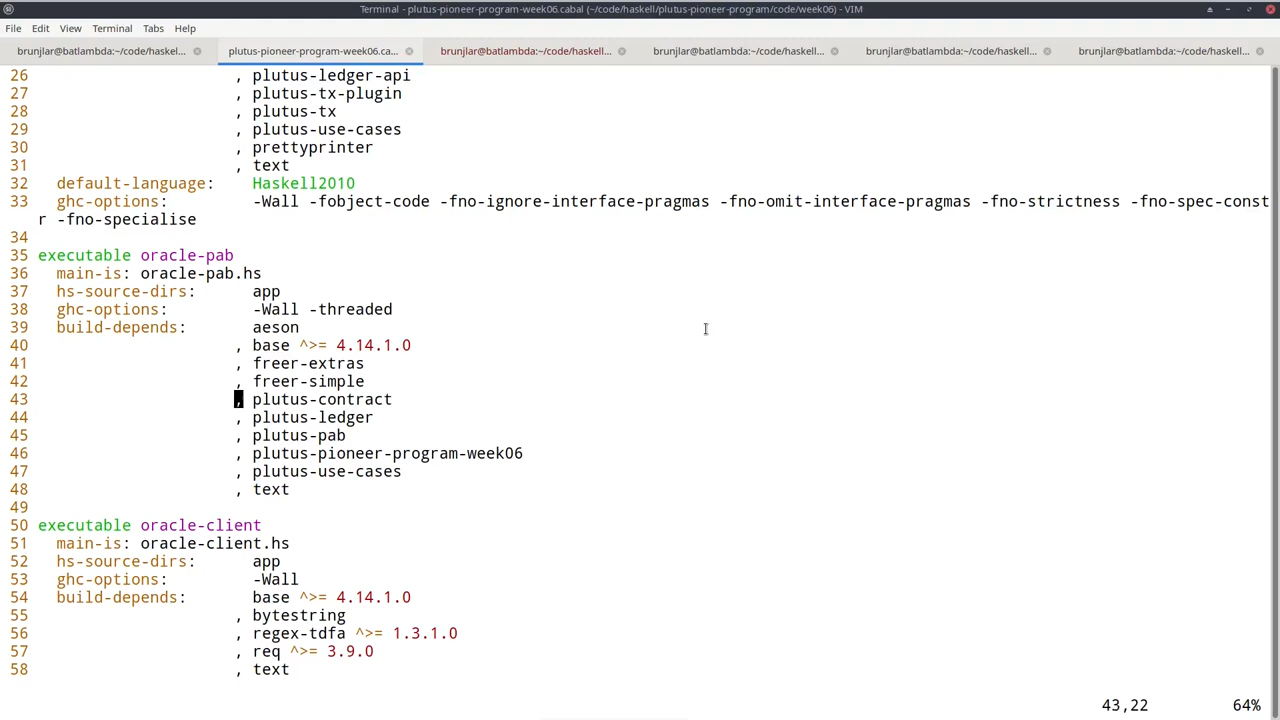 Terminal - plutus-pioneer-program-week06.cabal (~/code/haskell/plutus-pioneer-program/code/week06) - VIM
File Edit View Terminal Tabs Help
brunjlar@batlambda:~/code/haskel... plutus-pioneer-program-week06.ca... brunjlar@batlambda:~/code/haskell... brunjlar@batlambda:~/code/haskell... brunjlar@batlambda:~/code/haskell... brunjlar@batlambda:~/code/haskell...
26 , plutus-ledger-api
27 , plutus-tx-plugin
28 , plutus-tx
29 , plutus-use-cases
30 , prettyprinter
31 , text
32 default-language: Haskell2010
33 ghc-options: -Wall -fobject-code -fno-ignore-interface-pragmas -fno-omit-interface-pragmas -fno-strictness -fno-spec-const
r -fno-specialise
34
35 executable oracle-pab
36 main-is: oracle-pab.hs
37 hs-source-dirs: app
38 ghc-options: -Wall -threaded
39 build-depends: aeson
40 , base ^>= 4.14.1.0
41 , freer-extras
42 , freer-simple
43 , plutus-contract
44 , plutus-ledger
45 , plutus-pab
46 , plutus-pioneer-program-week06
47 , plutus-use-cases
48 , text
49
50 executable oracle-client
51 main-is: oracle-client.hs
52 hs-source-dirs: app
53 ghc-options: -Wall
54 build-depends: base ^>= 4.14.1.0
55 , bytestring
56 , regex-tdfa ^>= 1.3.1.0
57 , req ^>= 3.9.0
58 , text
43,22 64%